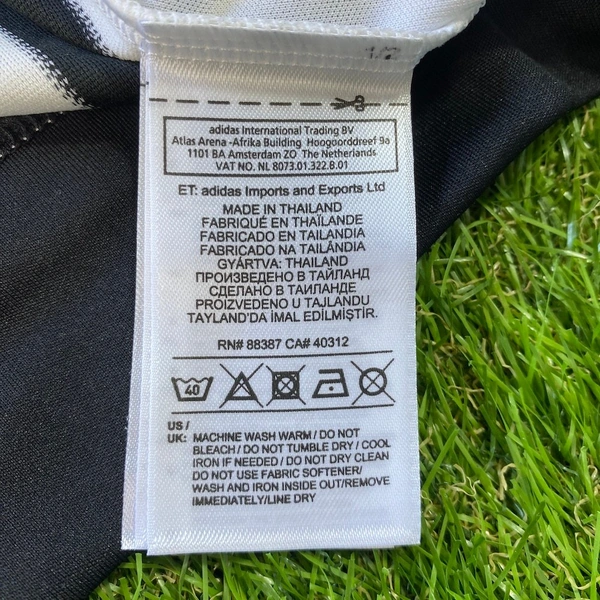 adidas International Trading BV
Atlas Arena -Afrika Building Hoogoorddreef 9a
1101 BA Amsterdam ZO The Netherlands
VAT NO. NL 8073.01.322.B.01
ET: adidas Imports and Exports Ltd
MADE IN THAILAND
FABRIQUÉ EN THAÏLANDE
FABRICADO EN TAILANDIA
FABRICADO NA TAILÂNDIA
GYÁRTVA: THAILAND
ПРОИЗВЕДЕНО В ТАЙЛАНД
СДЕЛАНО В ТАИЛАНДЕ
PROIZVEDENO U TAJLANDU
TAYLAND'DA İMAL EDİLMİŞTİR.
RN# 88387 CA# 40312
40
US /
UK: MACHINE WASH WARM / DO NOT
BLEACH / DO NOT TUMBLE DRY / COOL
IRON IF NEEDED / DO NOT DRY CLEAN
DO NOT USE FABRIC SOFTENER/
WASH AND IRON INSIDE OUT/REMOVE
IMMEDIATELY/LINE DRY